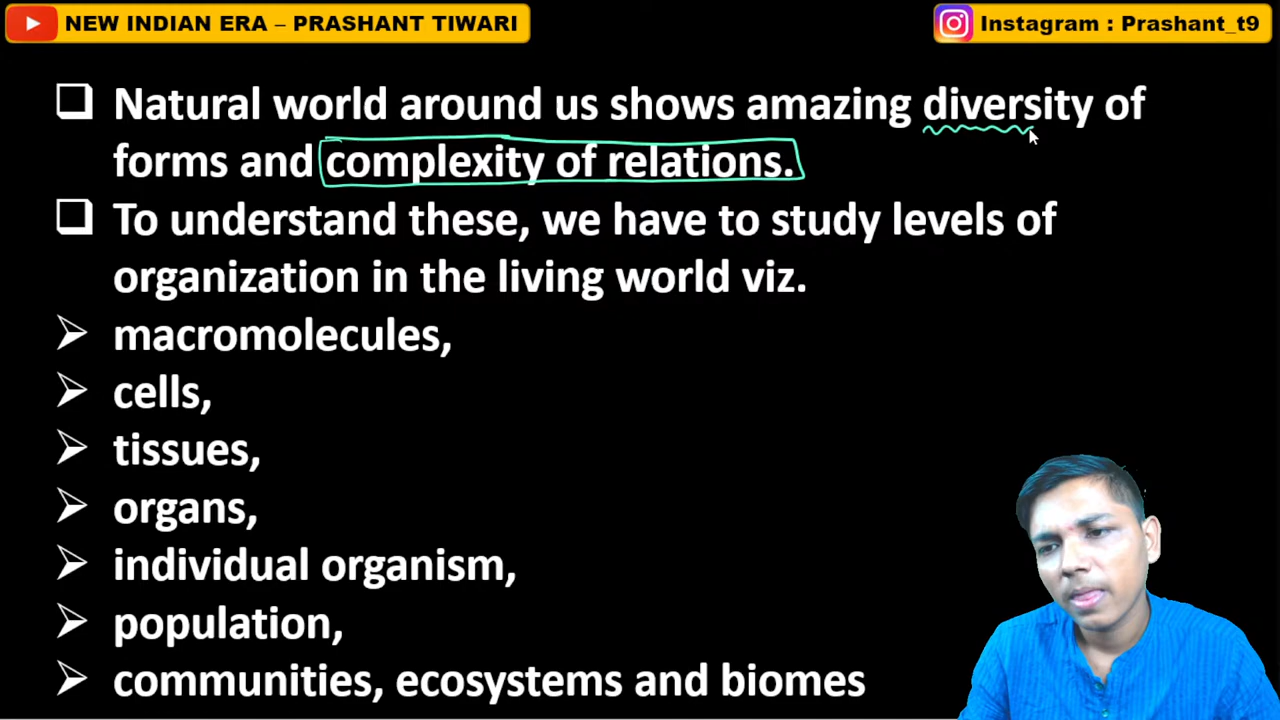 NEW INDIAN ERA – PRASHANT TIWARI
Instagram : Prashant_t9
Natural world around us shows amazing diversity of
forms and complexity of relations.
To understand these, we have to study levels of
organization in the living world viz.
macromolecules,
cells,
tissues,
organs,
individual organism,
population,
communities, ecosystems and biomes